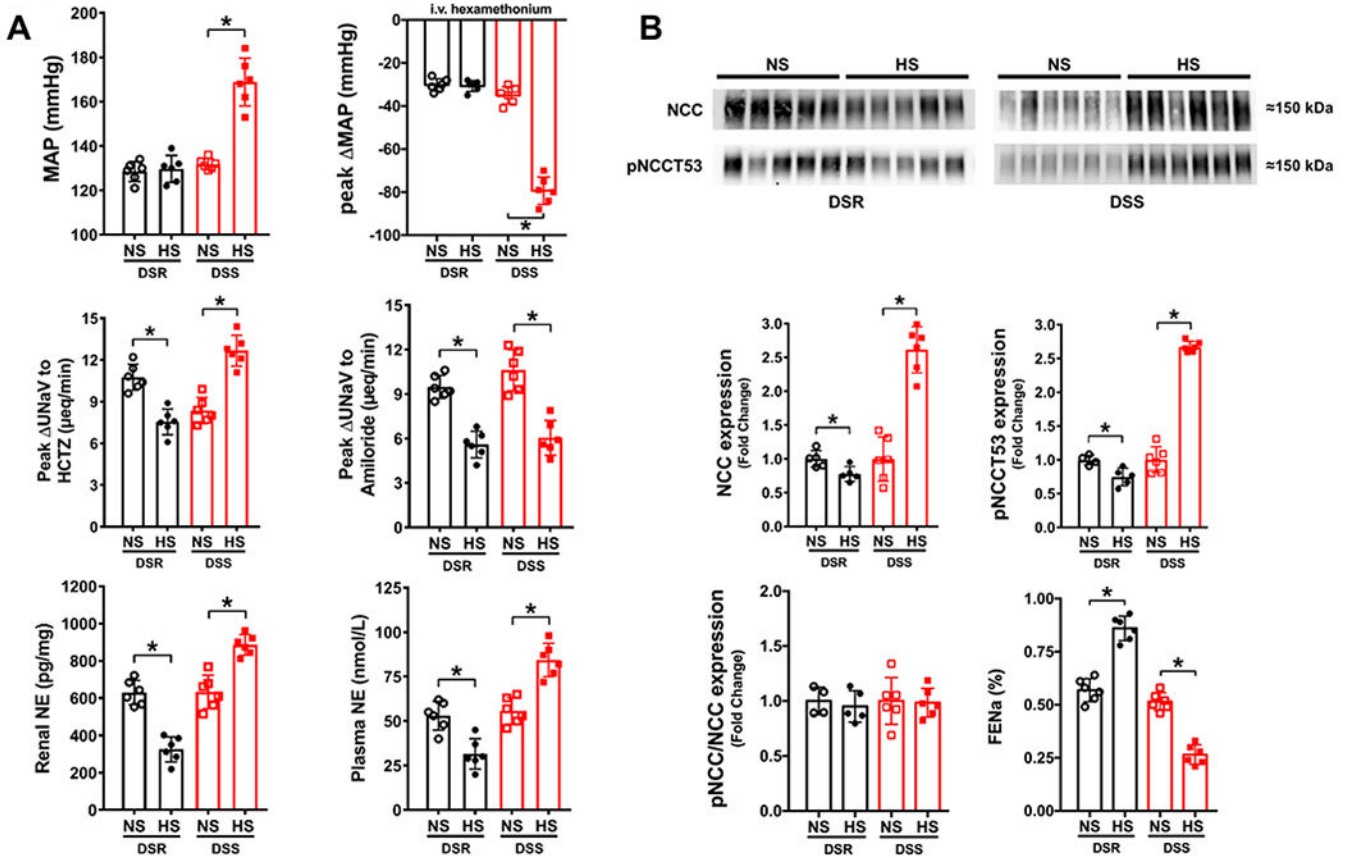 A
MAP (mmHg)
200
180
160
140
120
100
*
NS HS NS HS
DSR DSS
i.v. hexamethonium
peak ΔMAP (mmHg)
0
-20
-40
-60
-80
-100
*
NS HS NS HS
DSR DSS
B
NS HS NS HS
NCC ≈150 kDa
pNCCT53 ≈150 kDa
DSR DSS
Peak ΔUNaV to
HCTZ (µeq/min)
15
12
9
6
3
0
* *
NS HS NS HS
DSR DSS
Peak ΔUNaV to
Amiloride (µeq/min)
15
12
9
6
3
0
* *
NS HS NS HS
DSR DSS
NCC expression
(Fold Change)
3.0
2.5
2.0
1.5
1.0
0.5
0.0
* *
NS HS NS HS
DSR DSS
pNCCT53 expression
(Fold Change)
3.0
2.5
2.0
1.5
1.0
0.5
0.0
* *
NS HS NS HS
DSR DSS
Renal NE (pg/mg)
1200
1000
800
600
400
200
0
* *
NS HS NS HS
DSR DSS
Plasma NE (nmol/L)
125
100
75
50
25
0
* *
NS HS NS HS
DSR DSS
pNCC/NCC expression
(Fold Change)
2.0
1.5
1.0
0.5
0.0
NS HS NS HS
DSR DSS
FENa (%)
1.00
0.75
0.50
0.25
0.00
* *
NS HS NS HS
DSR DSS